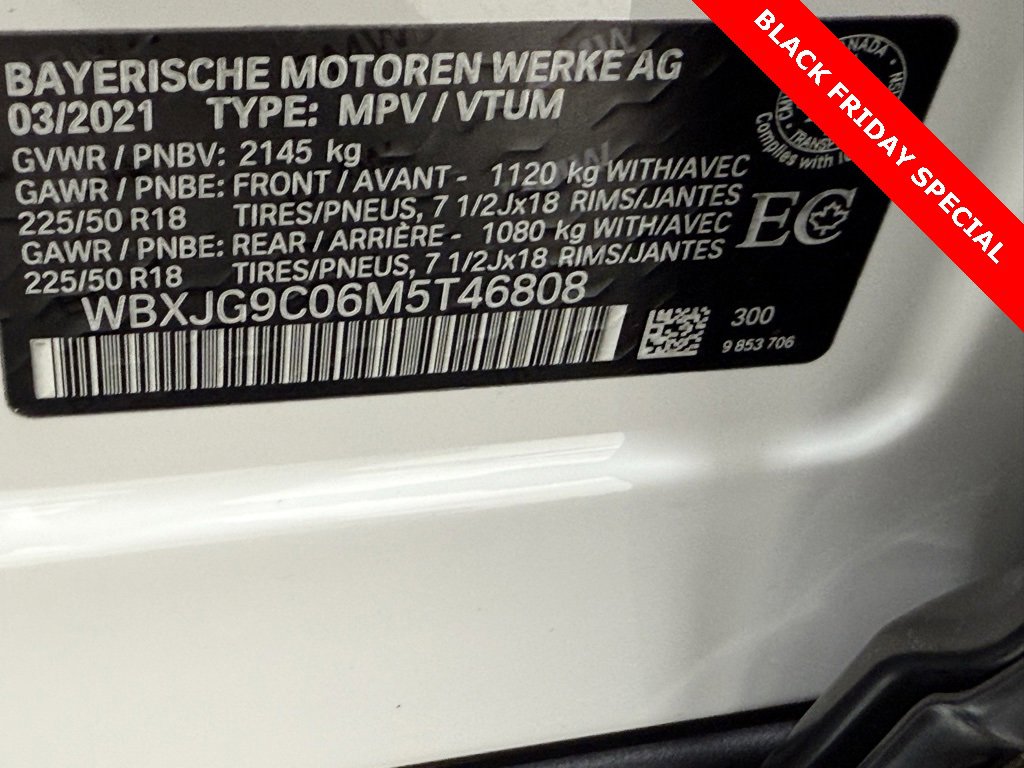 BLACK FRIDAY SPECIAL
BAYERISCHE MOTOREN WERKE AG
03/2021 TYPE: MPV / VTUM
GVWR / PNBV: 2145 kg
GAWR / PNBE: FRONT / AVANT - 1120 kg WITH/AVEC
225/50 R18 TIRES/PNEUS, 7 1/2Jx18 RIMS/JANTES
GAWR / PNBE: REAR / ARRIÈRE - 1080 kg WITH/AVEC
225/50 R18 TIRES/PNEUS, 7 1/2Jx18 RIMS/JANTES
WBXJG9C06M5T46808
EC
300
9 853 706
Complies with